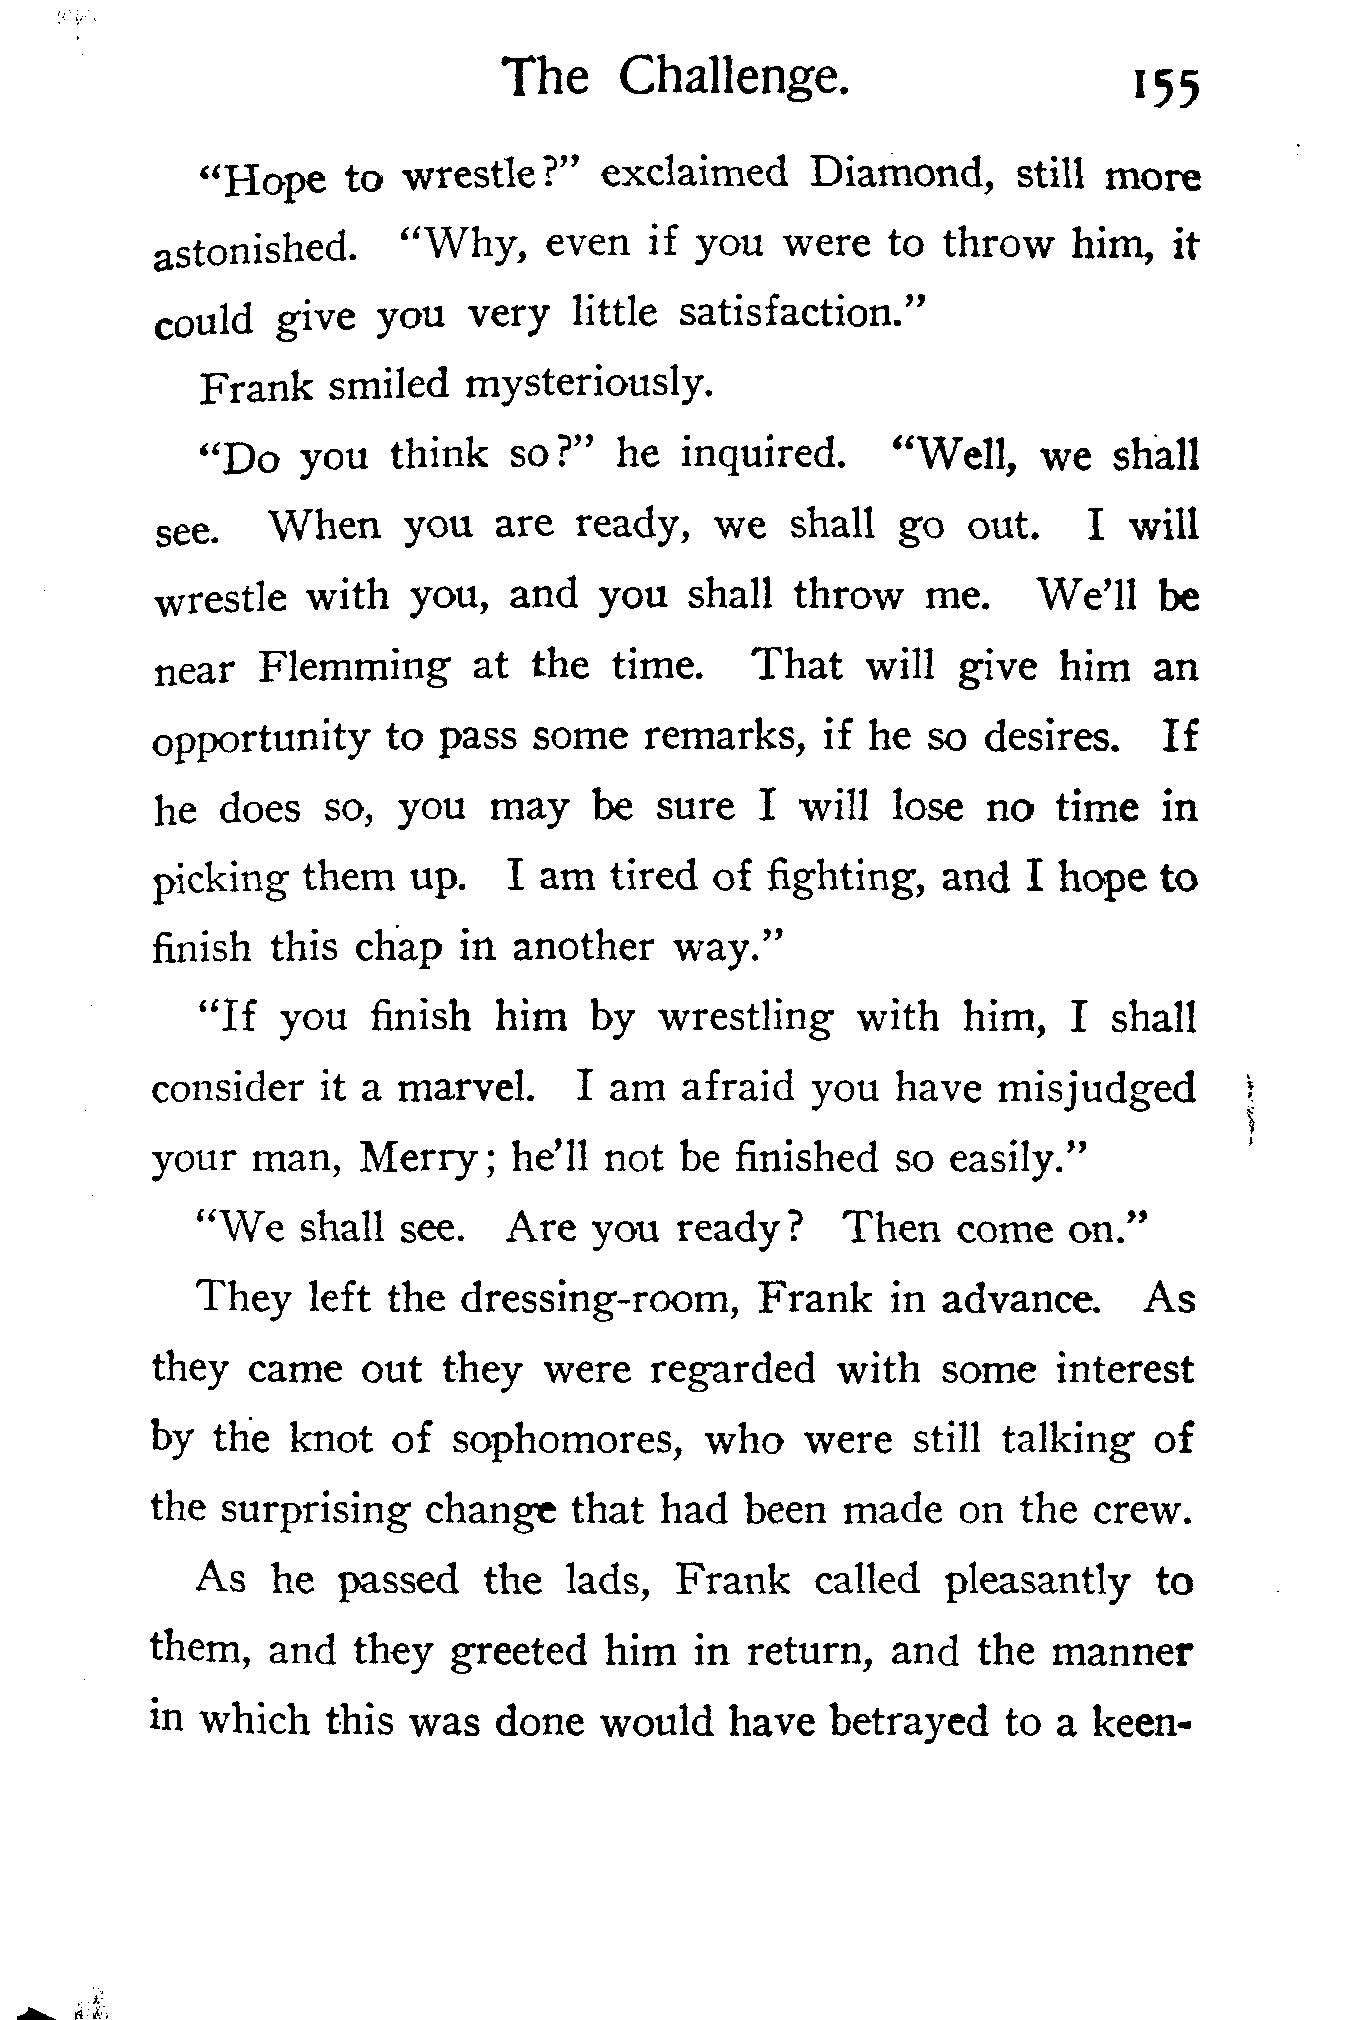 The Challenge. 155
“Hope to wrestle?” exclaimed Diamond, still more
astonished. “Why, even if you were to throw him, it
could give you very little satisfaction.”
Frank smiled mysteriously.
“Do you think so?” he inquired. “Well, we shall
see. When you are ready, we shall go out. I will
wrestle with you, and you shall throw me. We’ll be
near Flemming at the time. That will give him an
opportunity to pass some remarks, if he so desires. If
he does so, you may be sure I will lose no time in
picking them up. I am tired of fighting, and I hope to
finish this chap in another way.”
“If you finish him by wrestling with him, I shall
consider it a marvel. I am afraid you have misjudged
your man, Merry; he’ll not be finished so easily.”
“We shall see. Are you ready? Then come on.”
They left the dressing-room, Frank in advance. As
they came out they were regarded with some interest
by the knot of sophomores, who were still talking of
the surprising change that had been made on the crew.
As he passed the lads, Frank called pleasantly to
them, and they greeted him in return, and the manner
in which this was done would have betrayed to a keen-